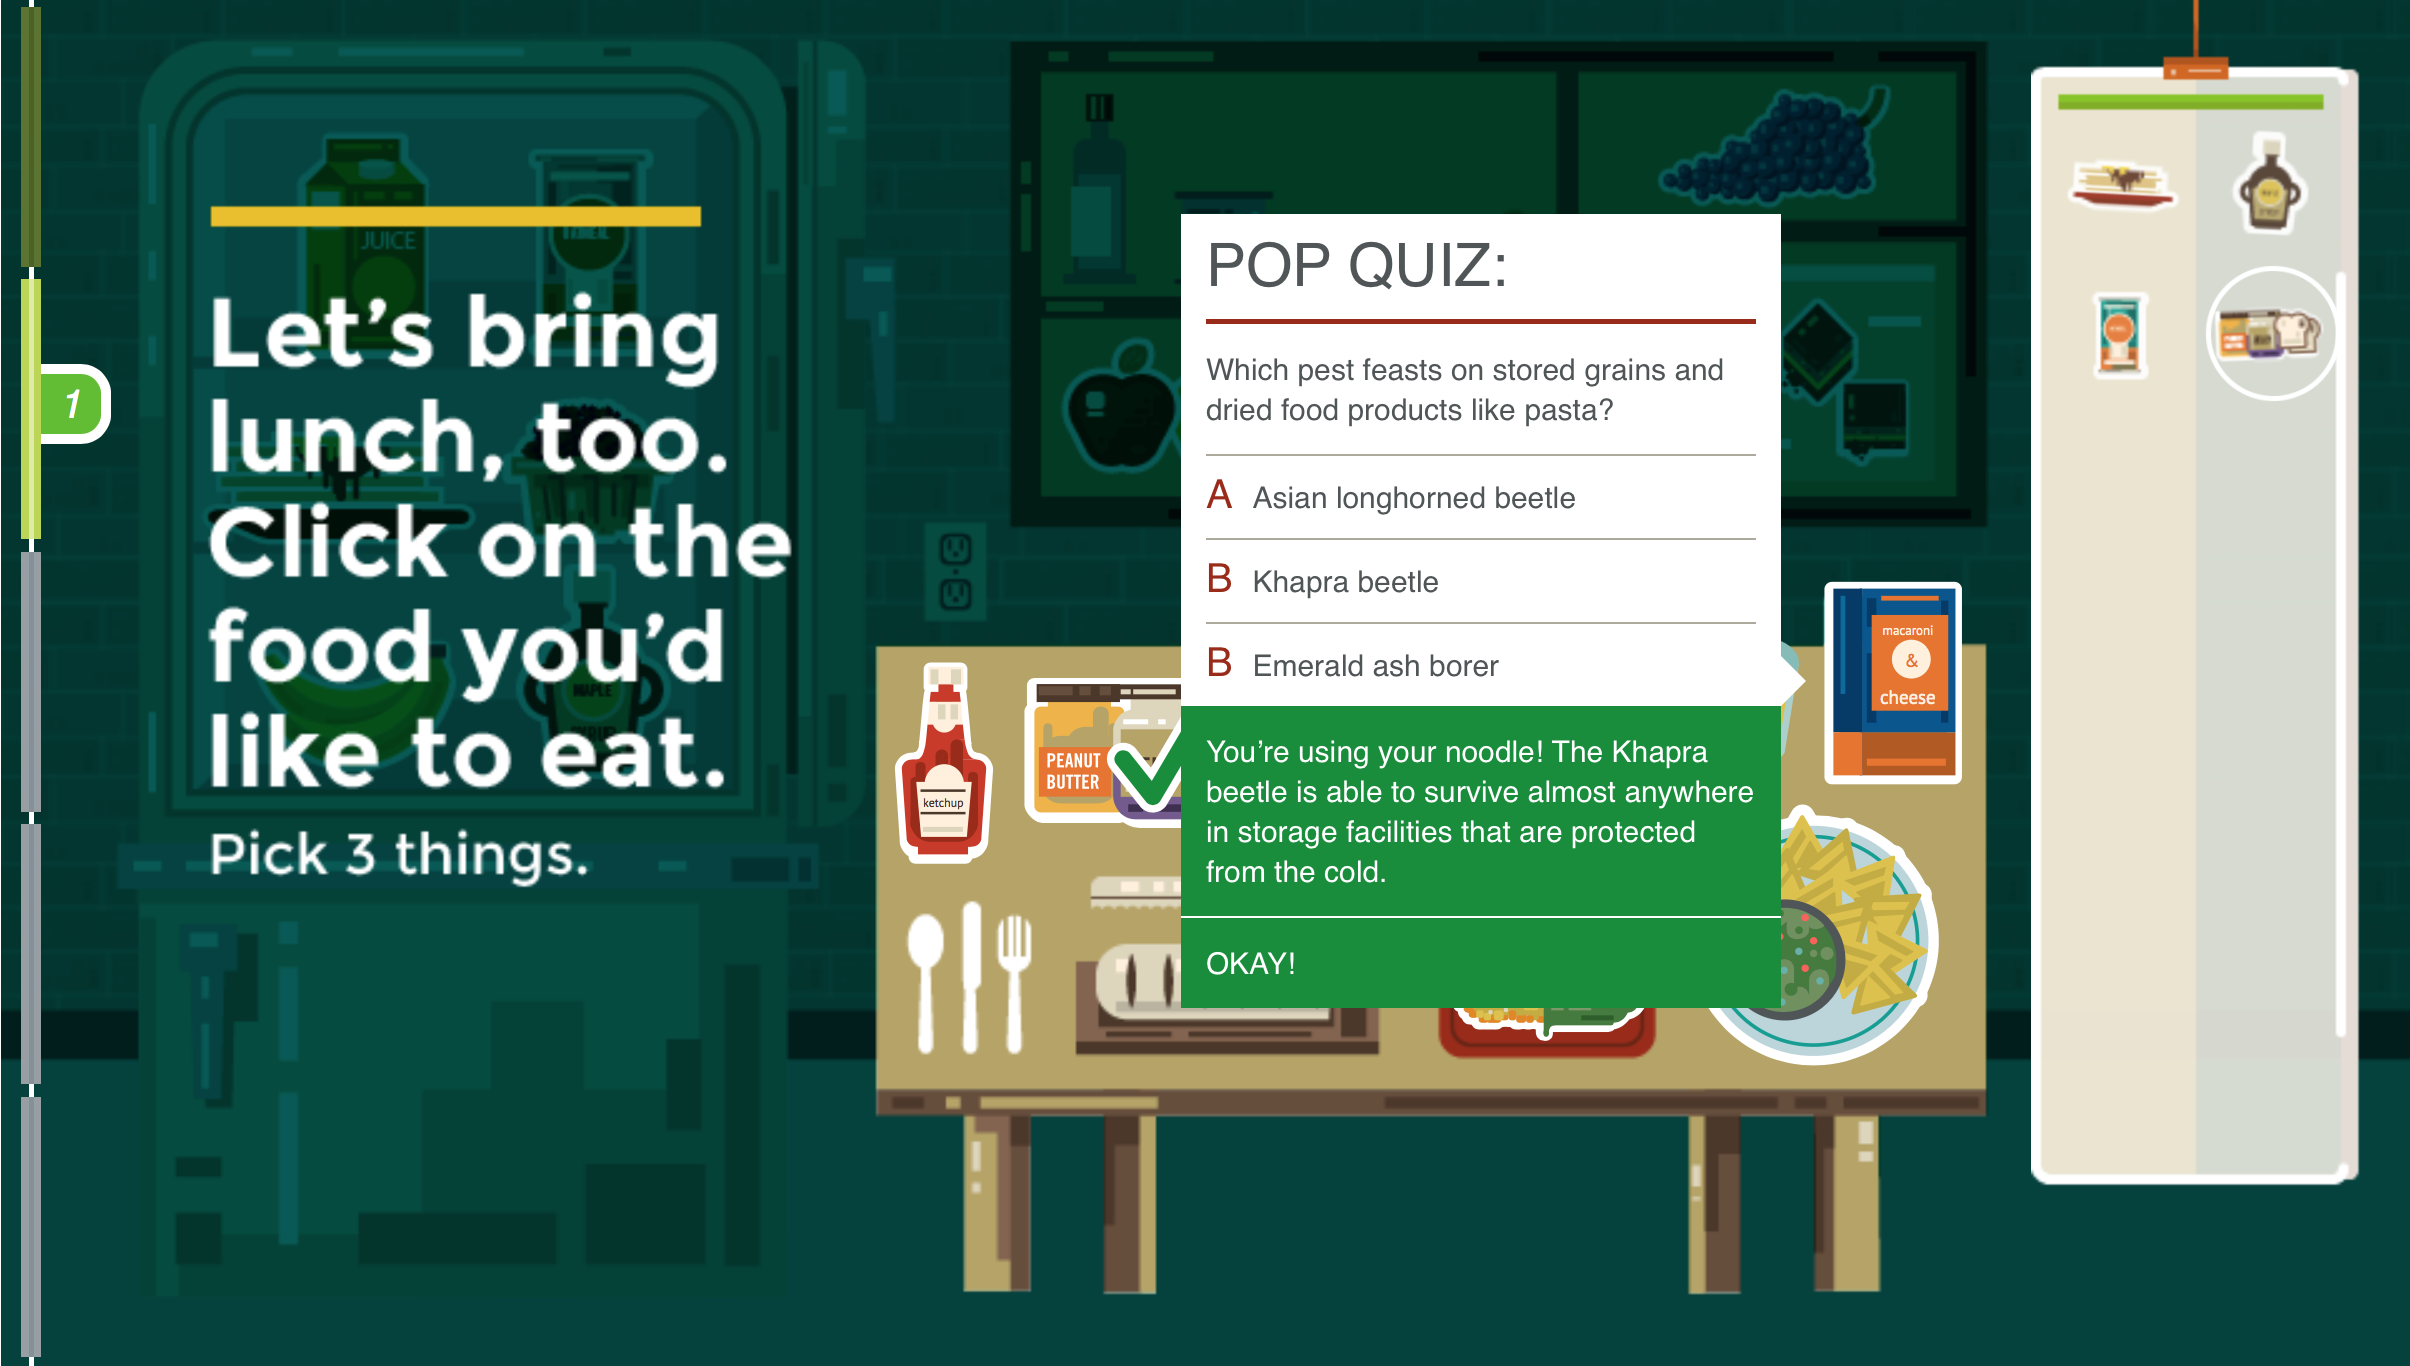 1
JUICE
Let’s bring
lunch, too.
Click on the
food you’d
like to eat.
Pick 3 things.
MAPLE
POP QUIZ:
Which pest feasts on stored grains and
dried food products like pasta?
A Asian longhorned beetle
B Khapra beetle
B Emerald ash borer
You’re using your noodle! The Khapra
beetle is able to survive almost anywhere
in storage facilities that are protected
from the cold.
OKAY!
ketchup
PEANUT
BUTTER
macaroni
&
cheese